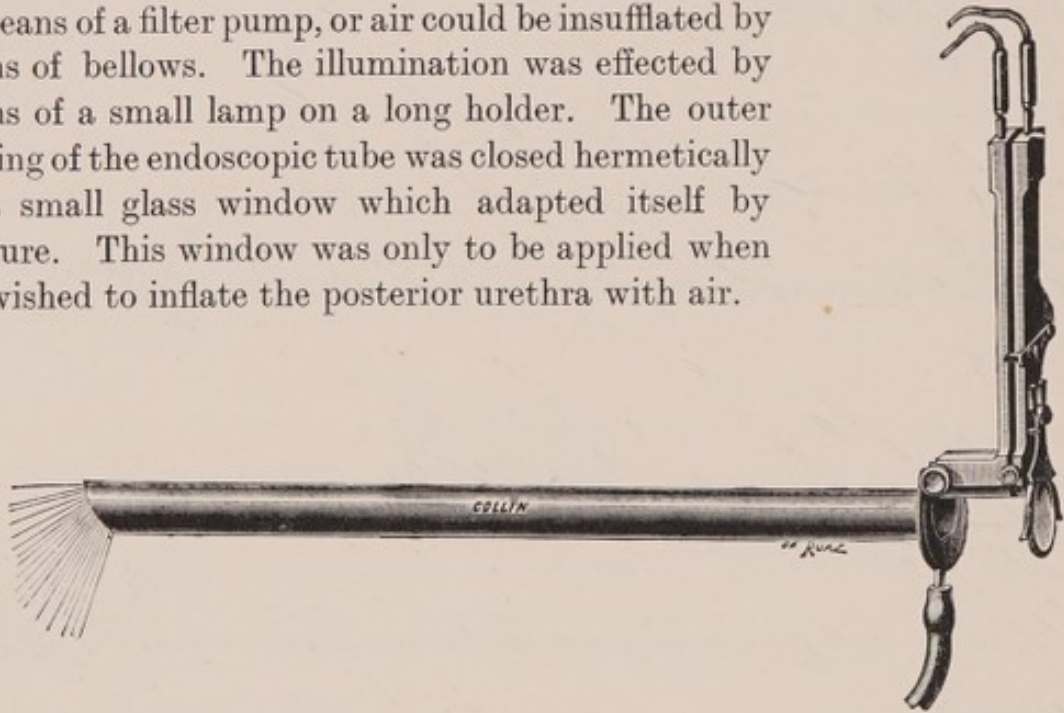 eans of a filter pump, or air could be insufflated by
ns of bellows. The illumination was effected by
ns of a small lamp on a long holder. The outer
ing of the endoscopic tube was closed hermetically
small glass window which adapted itself by
ure. This window was only to be applied when
wished to inflate the posterior urethra with air.
COLLIN